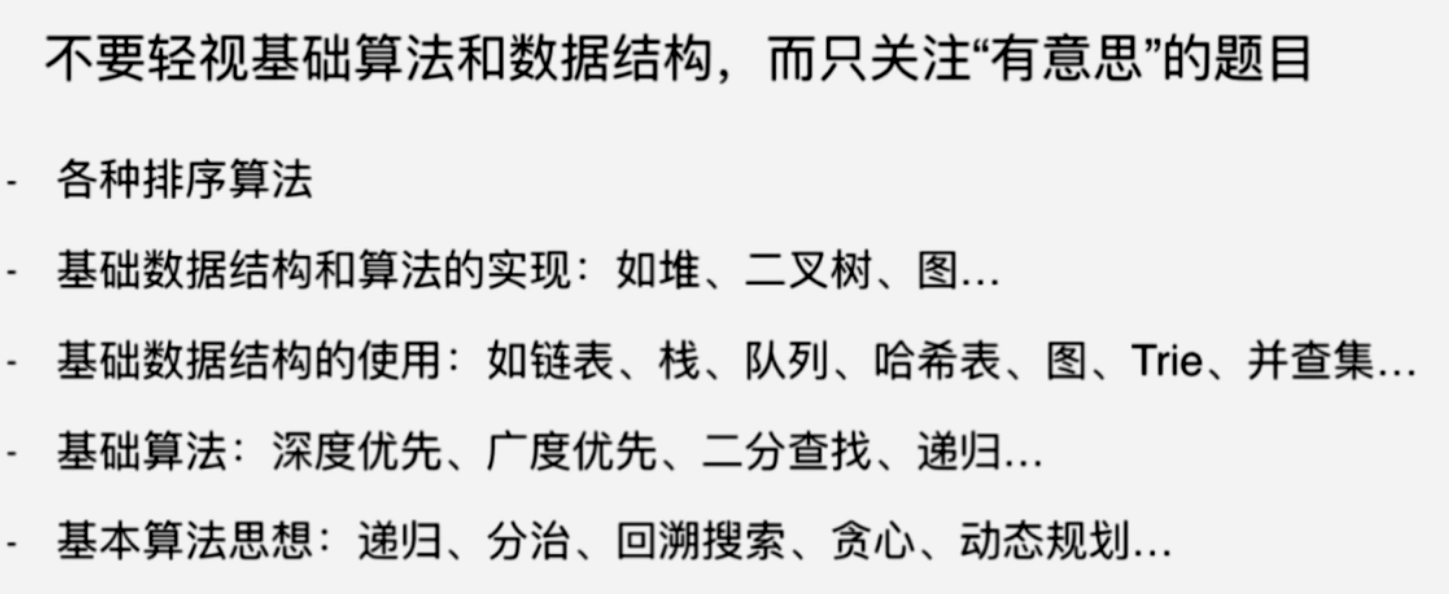 不要轻视基础算法和数据结构，而只关注“有意思”的题目
- 各种排序算法
- 基础数据结构和算法的实现：如堆、二叉树、图…
- 基础数据结构的使用：如链表、栈、队列、哈希表、图、Trie、并查集…
- 基础算法：深度优先、广度优先、二分查找、递归…
- 基本算法思想：递归、分治、回溯搜索、贪心、动态规划…